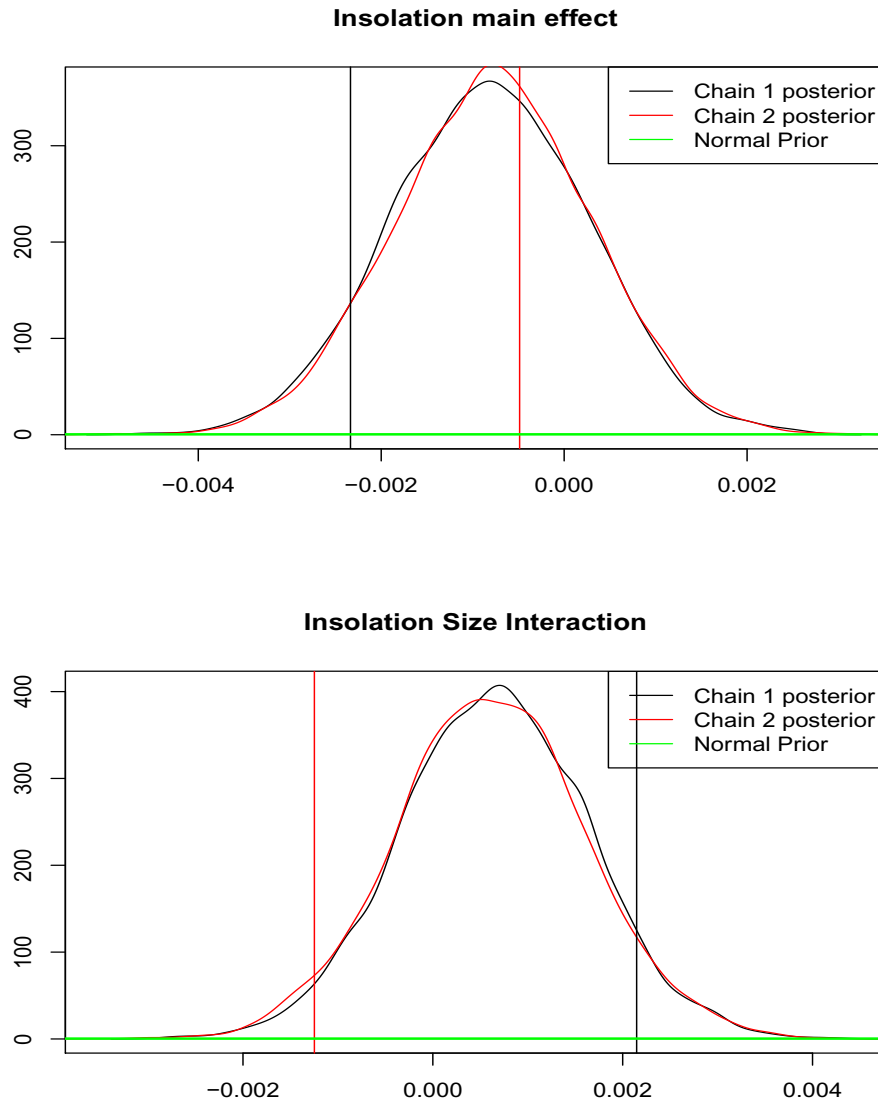 Insolation main effect
Chain 1 posterior
Chain 2 posterior
Normal Prior
300
200
100
0
−0.004
−0.002
0.000
0.002
Insolation Size Interaction
Chain 1 posterior
Chain 2 posterior
Normal Prior
400
300
200
100
0
−0.002
0.000
0.002
0.004